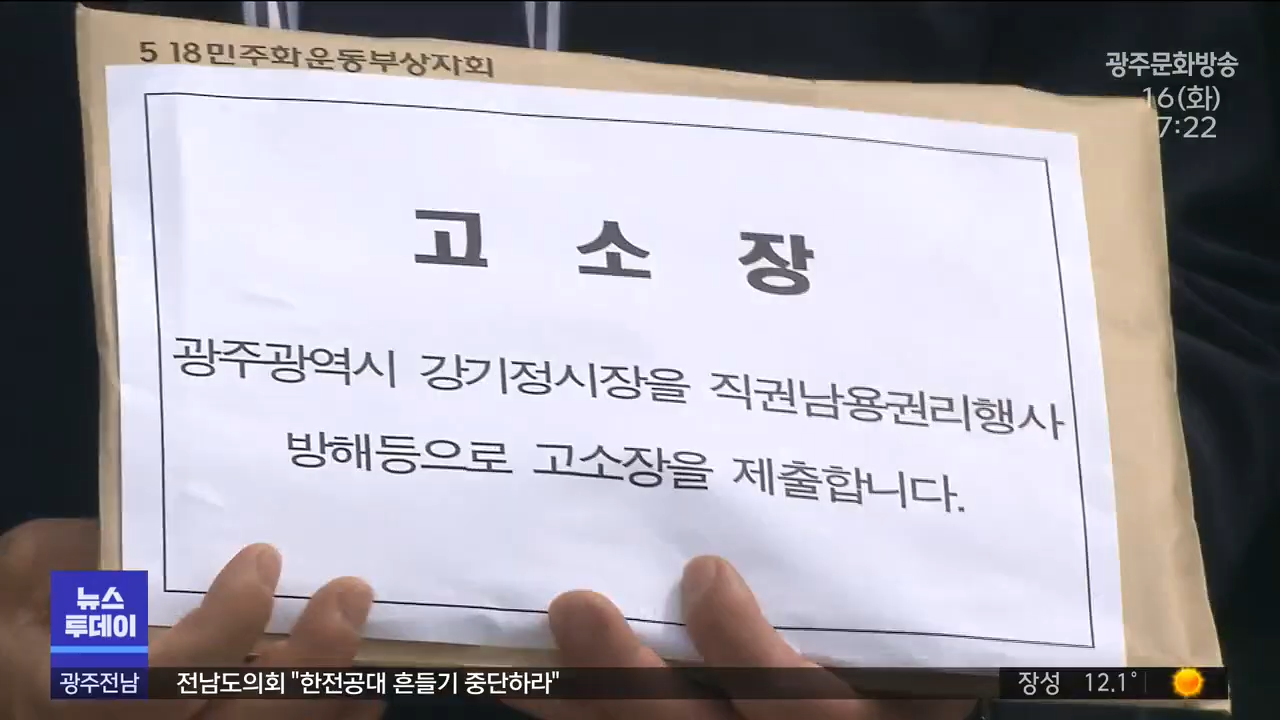 5 18민주화운동부상자회
광주문화방송
16(화)
7:22
고 소 장
광주광역시 강기정시장을 직권남용권리행사
방해등으로 고소장을 제출합니다.
뉴스
투데이
광주전남
전남도의회 "한전공대 흔들기 중단하라"
장성 12.1°